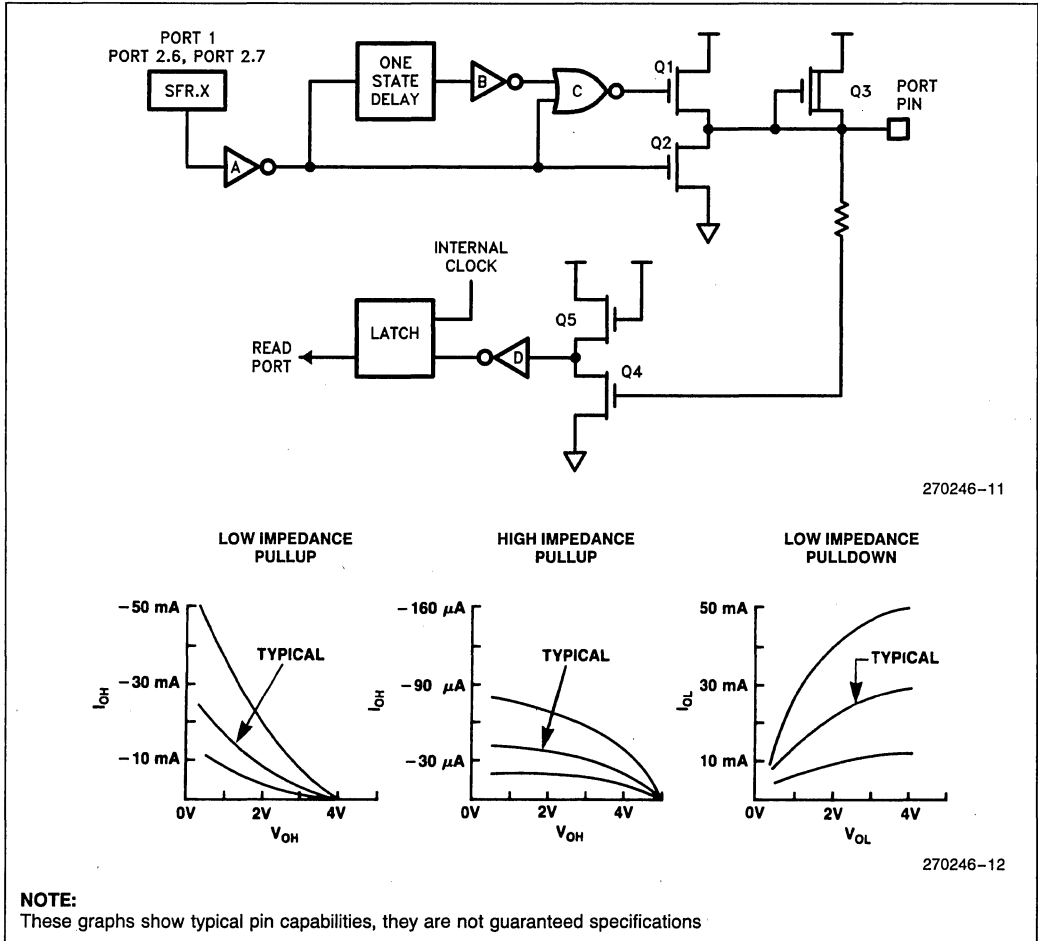 PORT 1
PORT 2.6, PORT 2.7
SFR.X
ONE
STATE
DELAY
A
B
C
Q1
Q2
Q3
PORT
PIN
INTERNAL
CLOCK
LATCH
READ
PORT
D
Q5
Q4
270246-11
LOW IMPEDANCE
PULLUP
-50 mA
-30 mA
-10 mA
IOH
TYPICAL
0V
2V
4V
VOH
HIGH IMPEDANCE
PULLUP
-160 µA
-90 µA
-30 µA
IOH
TYPICAL
0V
2V
4V
VOH
LOW IMPEDANCE
PULLDOWN
50 mA
30 mA
10 mA
IOL
TYPICAL
0V
2V
4V
VOL
270246-12
NOTE:
These graphs show typical pin capabilities, they are not guaranteed specifications